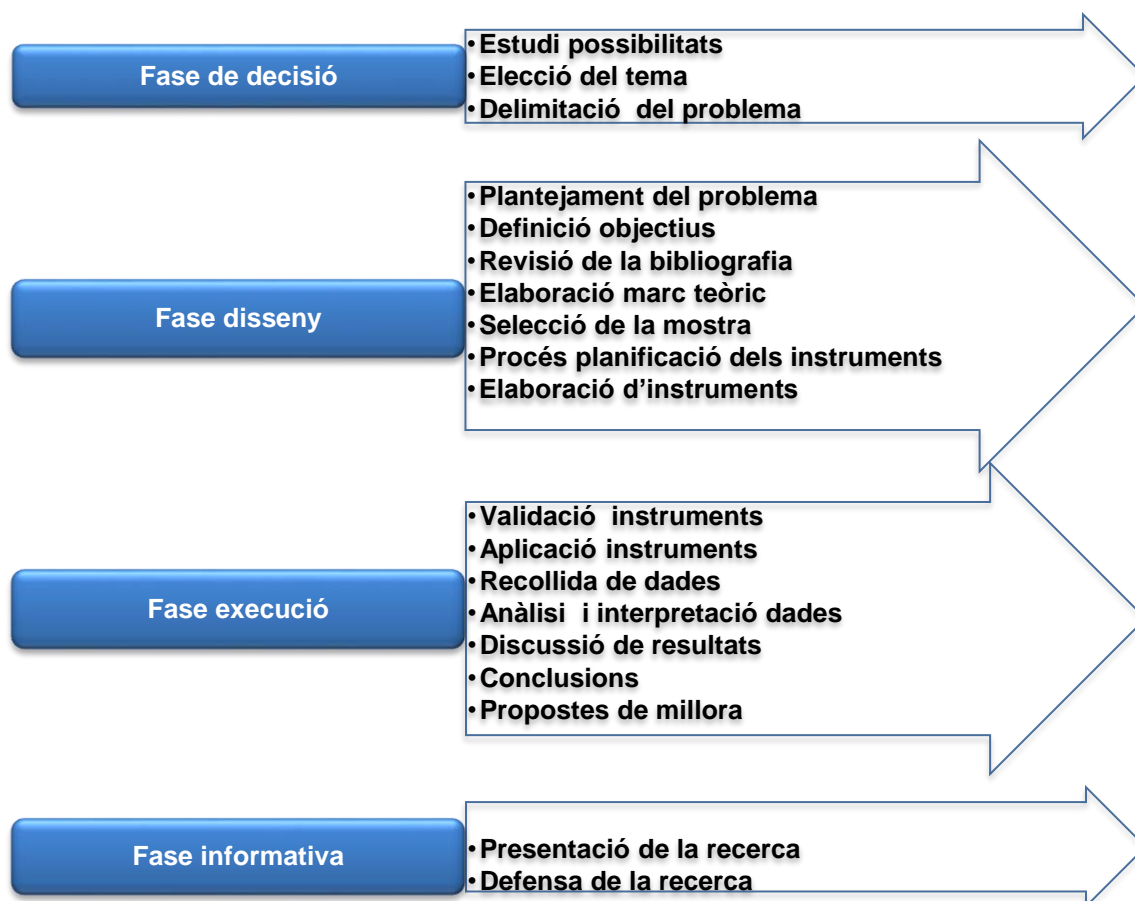 Fase de decisió
•Estudi possibilitats
•Elecció del tema
•Delimitació  del problema
Fase disseny
•Plantejament del problema
•Definició objectius
•Revisió de la bibliografia
•Elaboració marc teòric
•Selecció de la mostra
•Procés planificació dels instruments
•Elaboració d’instruments
Fase execució
•Validació  instruments
•Aplicació instruments
•Recollida de dades
•Anàlisi  i interpretació dades
•Discussió de resultats
•Conclusions
•Propostes de millora
Fase informativa
•Presentació de la recerca
•Defensa de la recerca